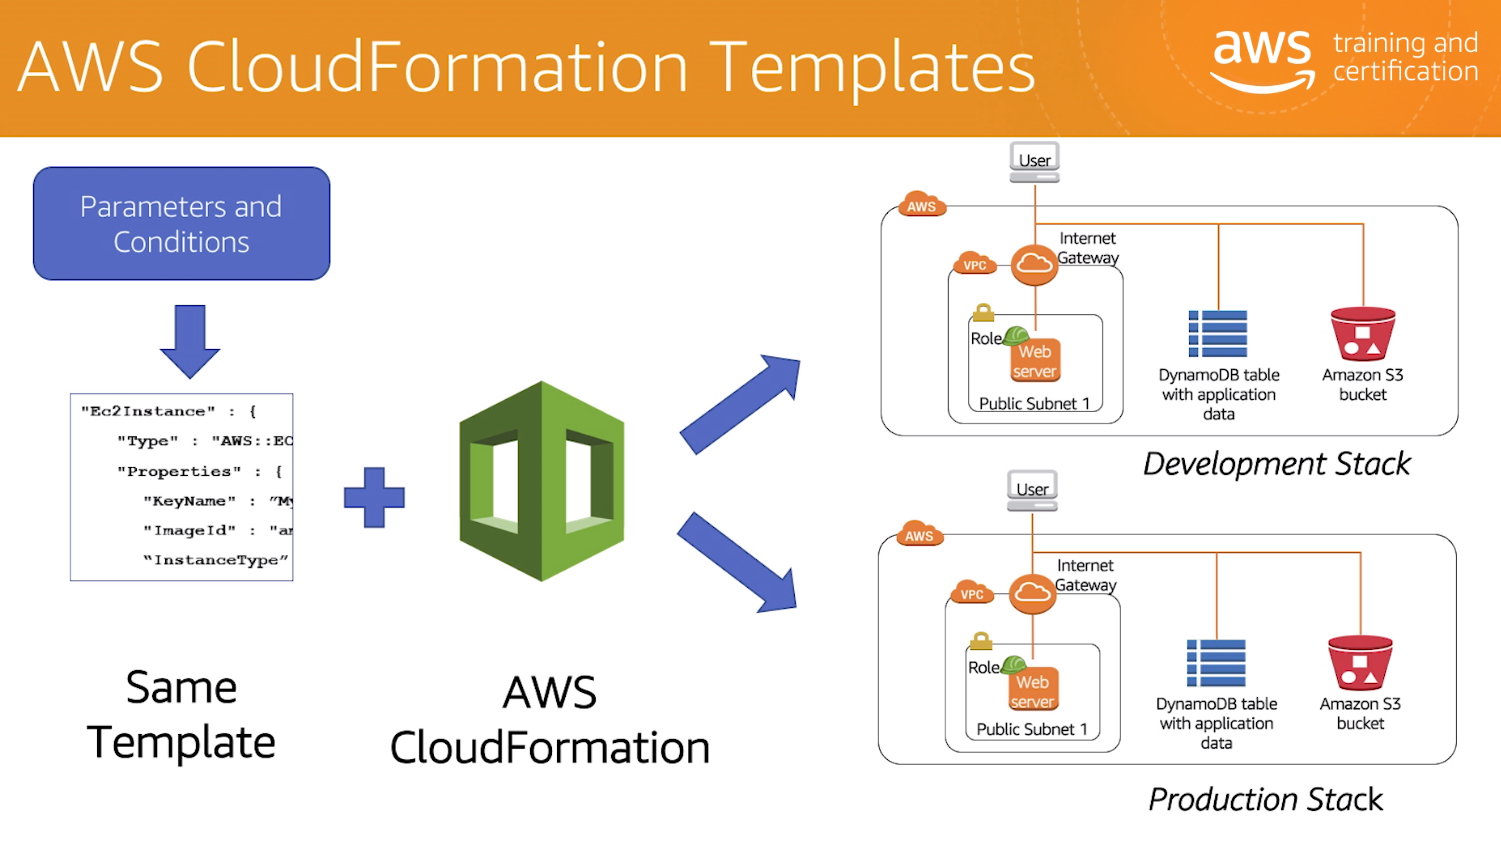 AWS CloudFormation Templates
aws
training and
certification
Parameters and
Conditions
"Ec2Instance" : {
"Type" : "AWS::EC
"Properties" : {
"KeyName" : ”My
"ImageId" : "am
“InstanceType”
Same
Template
AWS
CloudFormation
User
AWS
Internet
Gateway
VPC
Role
Web
server
Public Subnet 1
DynamoDB table
with application
data
Amazon S3
bucket
Development Stack
User
AWS
Internet
Gateway
VPC
Role
Web
server
Public Subnet 1
DynamoDB table
with application
data
Amazon S3
bucket
Production Stack